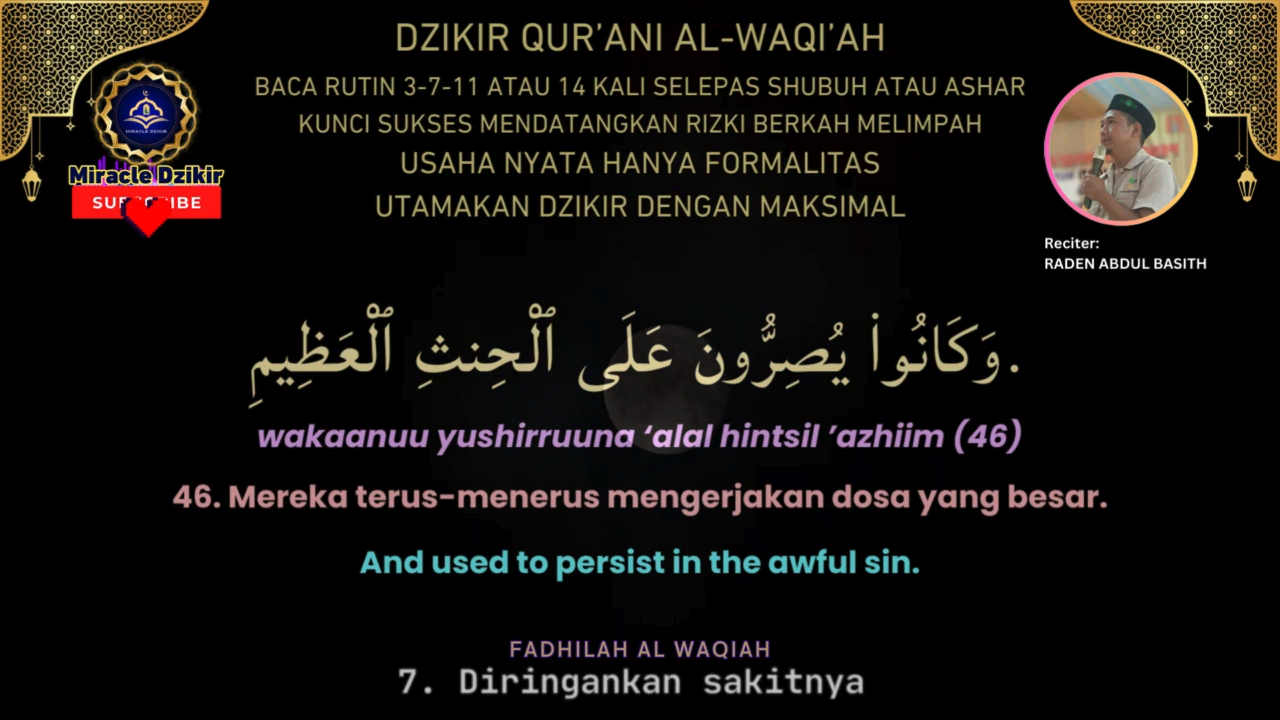 DZIKIR QUR’ANI AL-WAQI’AH
BACA RUTIN 3-7-11 ATAU 14 KALI SELEPAS SHUBUH ATAU ASHAR
KUNCI SUKSES MENDATANGKAN RIZKI BERKAH MELIMPAH
USAHA NYATA HANYA FORMALITAS
UTAMAKAN DZIKIR DENGAN MAKSIMAL
MIRACLE DZIKIR
Miracle Dzikir
Reciter:
RADEN ABDUL BASITH
وَكَانُوا۟ يُصِرُّونَ عَلَى ٱلْحِنثِ ٱلْعَظِيمِ.
wakaanuu yushirruuna ‘alal hintsil ’azhiim (46)
46. Mereka terus-menerus mengerjakan dosa yang besar.
And used to persist in the awful sin.
FADHILAH AL WAQIAH
7. Diringankan sakitnya